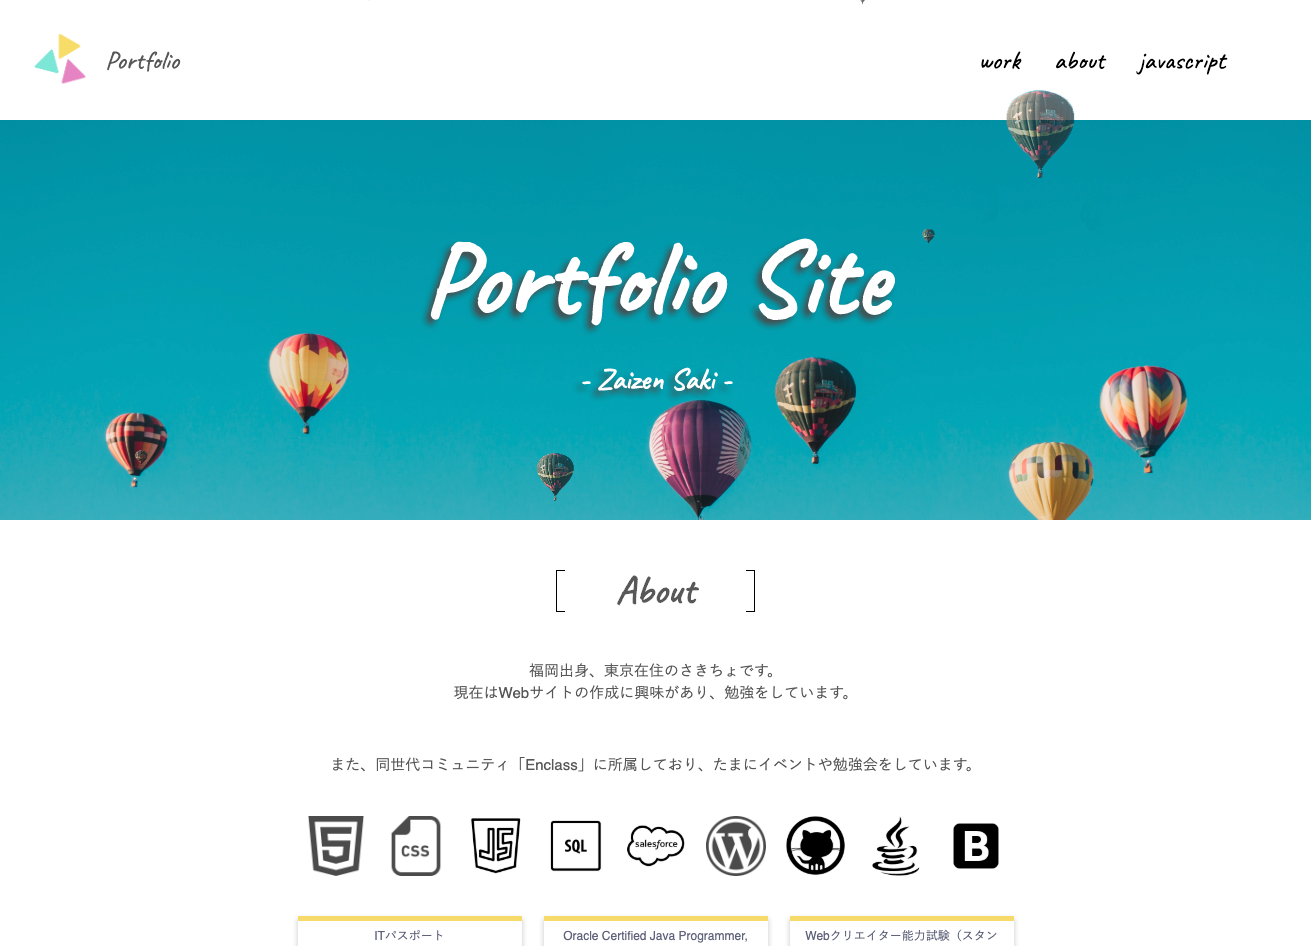 Portfolio
work about javascript
Portfolio Site
- Zaizen Saki -
About
福岡出身、東京在住のさきちょです。
現在はWebサイトの作成に興味があり、勉強をしています。
また、同世代コミュニティ「Enclass」に所属しており、たまにイベントや勉強会をしています。
5 CSS JS SQL salesforce W B
ITパスポート
Oracle Certified Java Programmer,
Webクリエイター能力試験（スタン